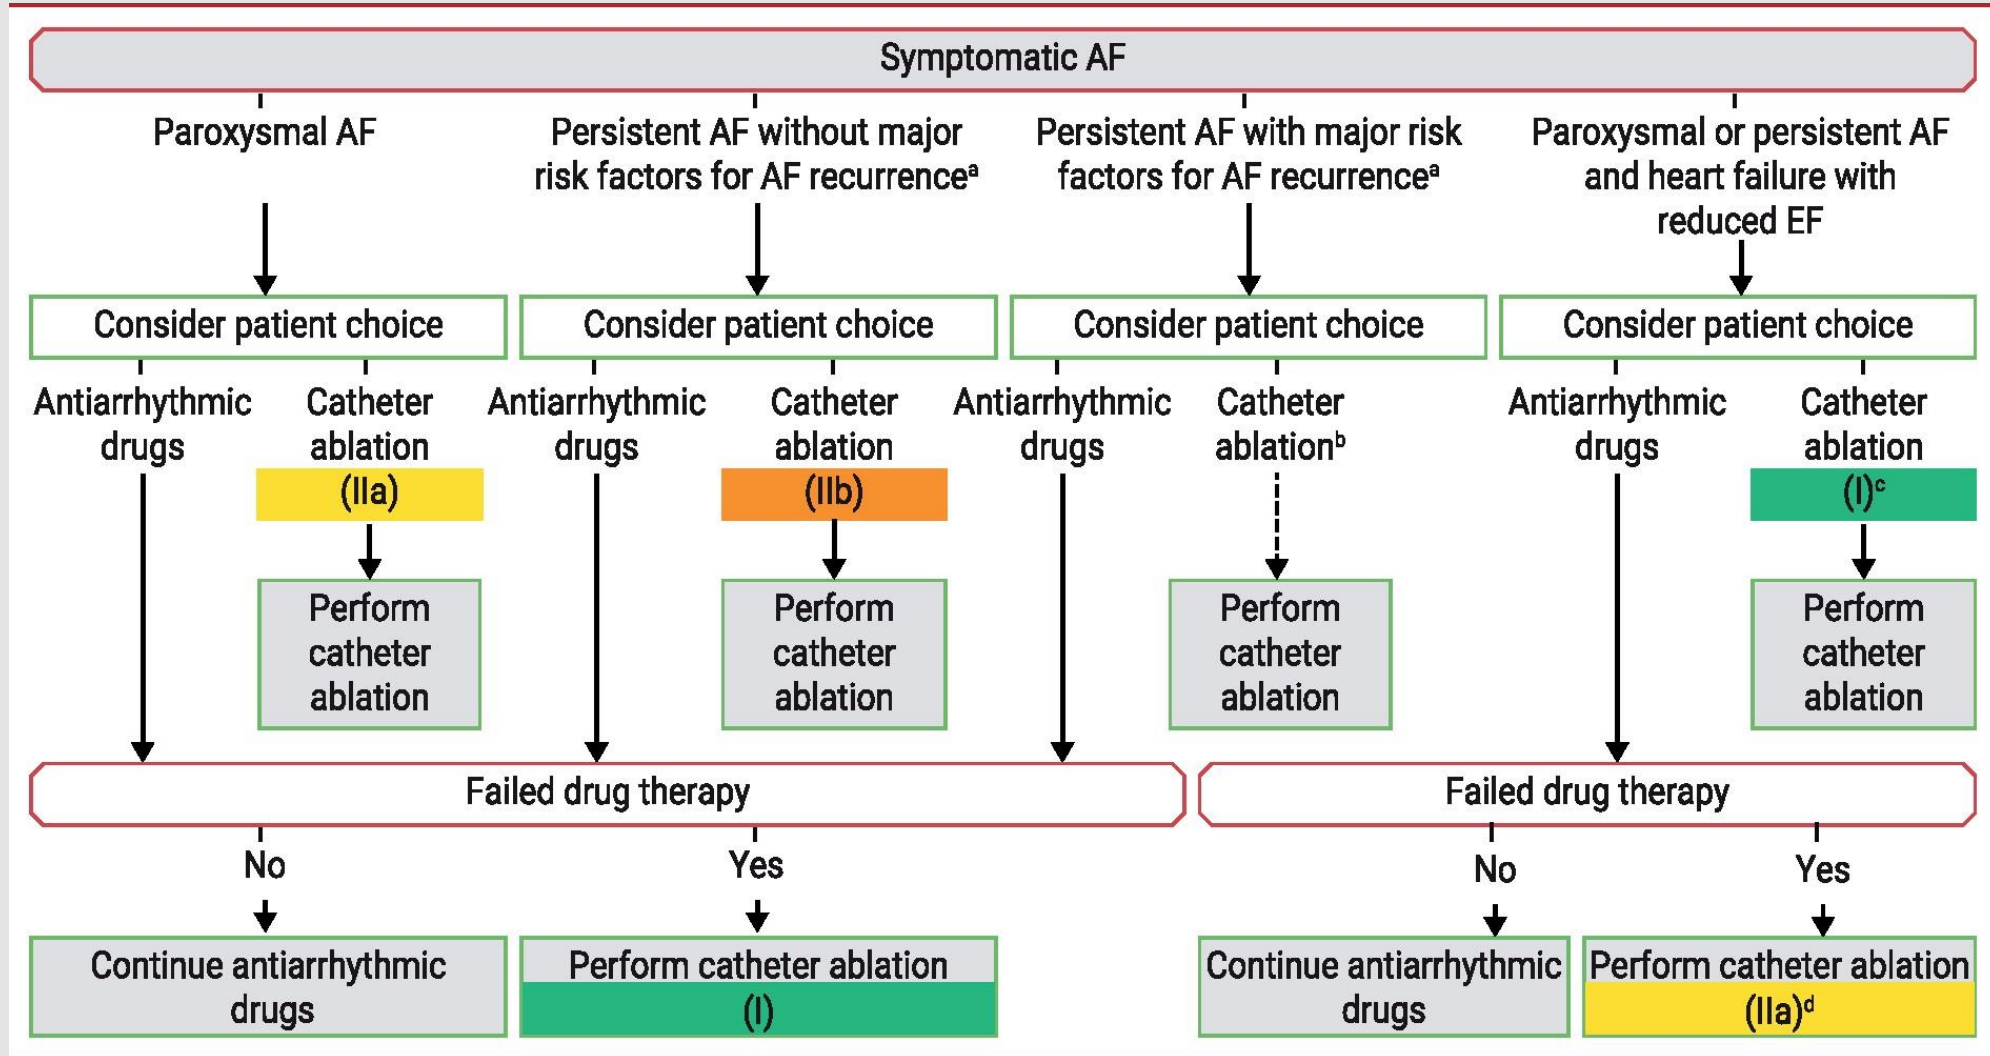 Symptomatic AF
Paroxysmal AF
Persistent AF without major
risk factors for AF recurrenceᵃ
Persistent AF with major risk
factors for AF recurrenceᵃ
Paroxysmal or persistent AF
and heart failure with
reduced EF
Consider patient choice
Consider patient choice
Consider patient choice
Consider patient choice
Antiarrhythmic
drugs
Catheter
ablation
(IIa)
Antiarrhythmic
drugs
Catheter
ablation
(IIb)
Antiarrhythmic
drugs
Catheter
ablationᵇ
Antiarrhythmic
drugs
Catheter
ablation
(I)ᶜ
Perform
catheter
ablation
Perform
catheter
ablation
Perform
catheter
ablation
Perform
catheter
ablation
Failed drug therapy
Failed drug therapy
No
Yes
No
Yes
Continue antiarrhythmic
drugs
Perform catheter ablation
(I)
Continue antiarrhythmic
drugs
Perform catheter ablation
(IIa)ᵈ